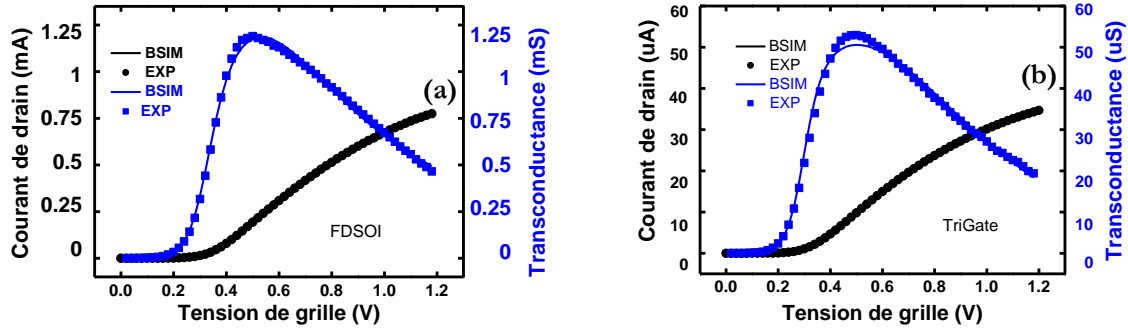 1.25
1
0.75
0.5
0.25
0
Courant de drain (mA)
BSIM
EXP
BSIM
EXP
(a)
FDSOI
1.25
1
0.75
0.5
0.25
0
Transconductance (mS)
0.0 0.2 0.4 0.6 0.8 1.0 1.2
Tension de grille (V)
60
50
40
30
20
10
0
Courant de drain (uA)
BSIM
EXP
BSIM
EXP
(b)
TriGate
60
50
40
30
20
10
0
Transconductance (uS)
0.0 0.2 0.4 0.6 0.8 1.0 1.2
Tension de grille (V)